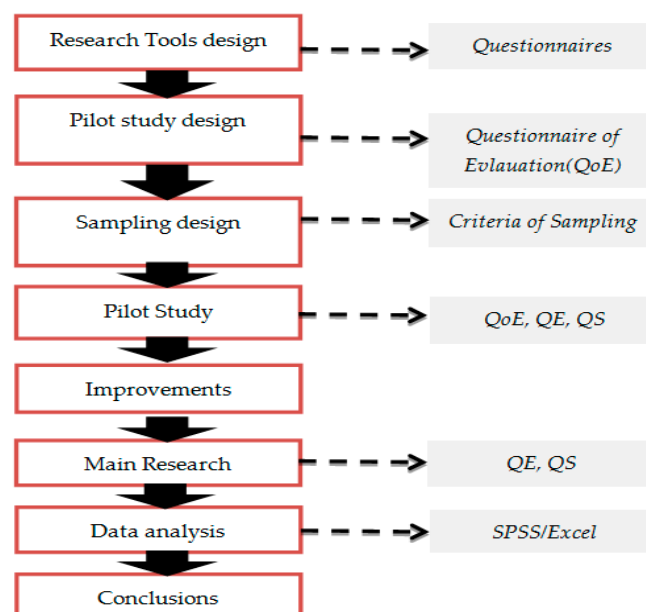 Research Tools design
Questionnaires
Pilot study design
Questionnaire of
Evlauation(QoE)
Sampling design
Criteria of Sampling
Pilot Study
QoE, QE, QS
Improvements
Main Research
QE, QS
Data analysis
SPSS/Excel
Conclusions